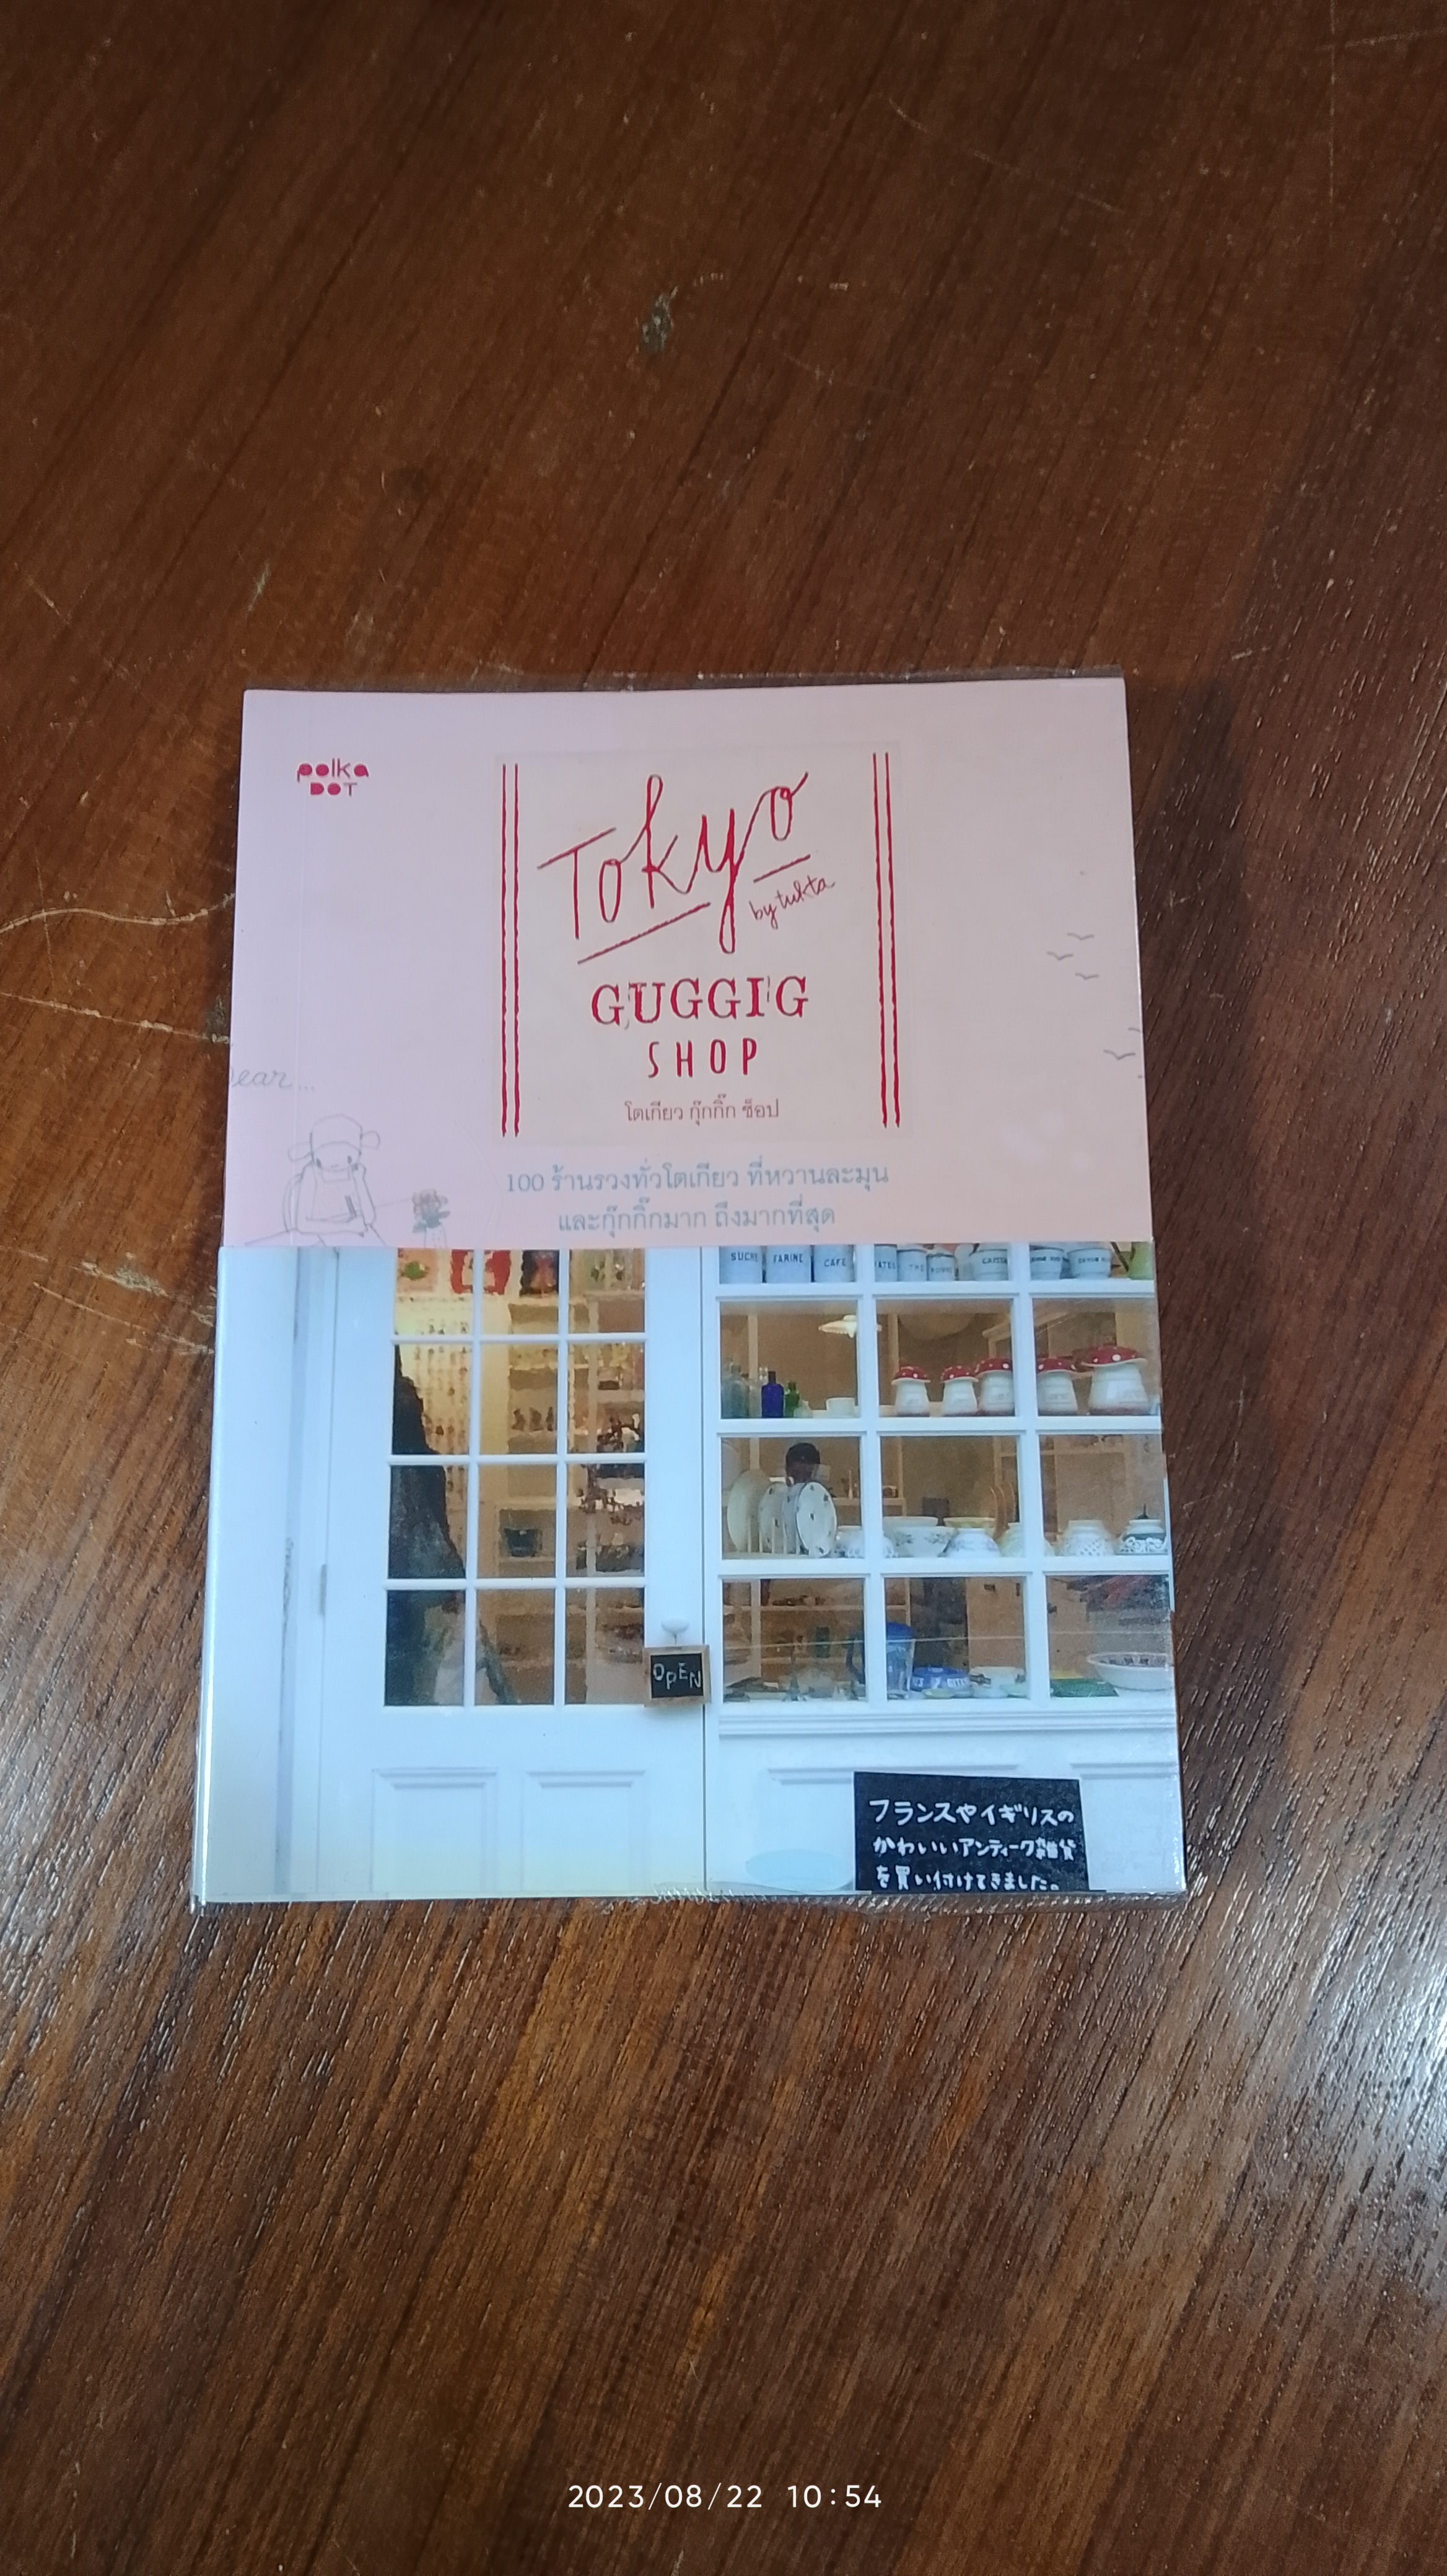 polka
DOT
Tokyo
by tukta
GUGGIG
SHOP
โตเกียว กุ๊กกิ๊ก ช็อป
ear...
100 ร้านรวงทั่วโตเกียว ที่หวานละมุน
และกุ๊กกิ๊กมาก ถึงมากที่สุด
SUCRE FARINE CAFE
OPEN
フランスやイギリスの
かわいいアンティーク雑貨
を買い付けてきました。
2023/08/22 10:54